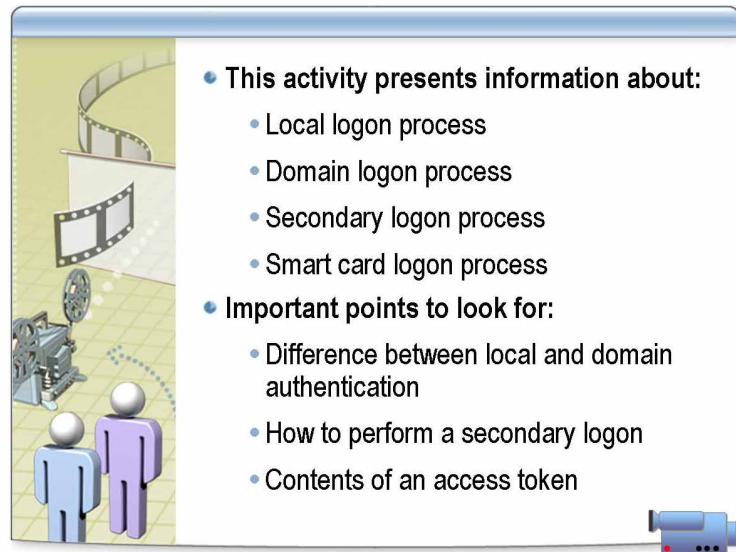 This activity presents information about:
Local logon process
Domain logon process
Secondary logon process
Smart card logon process
Important points to look for:
Difference between local and domain
authentication
How to perform a secondary logon
Contents of an access token